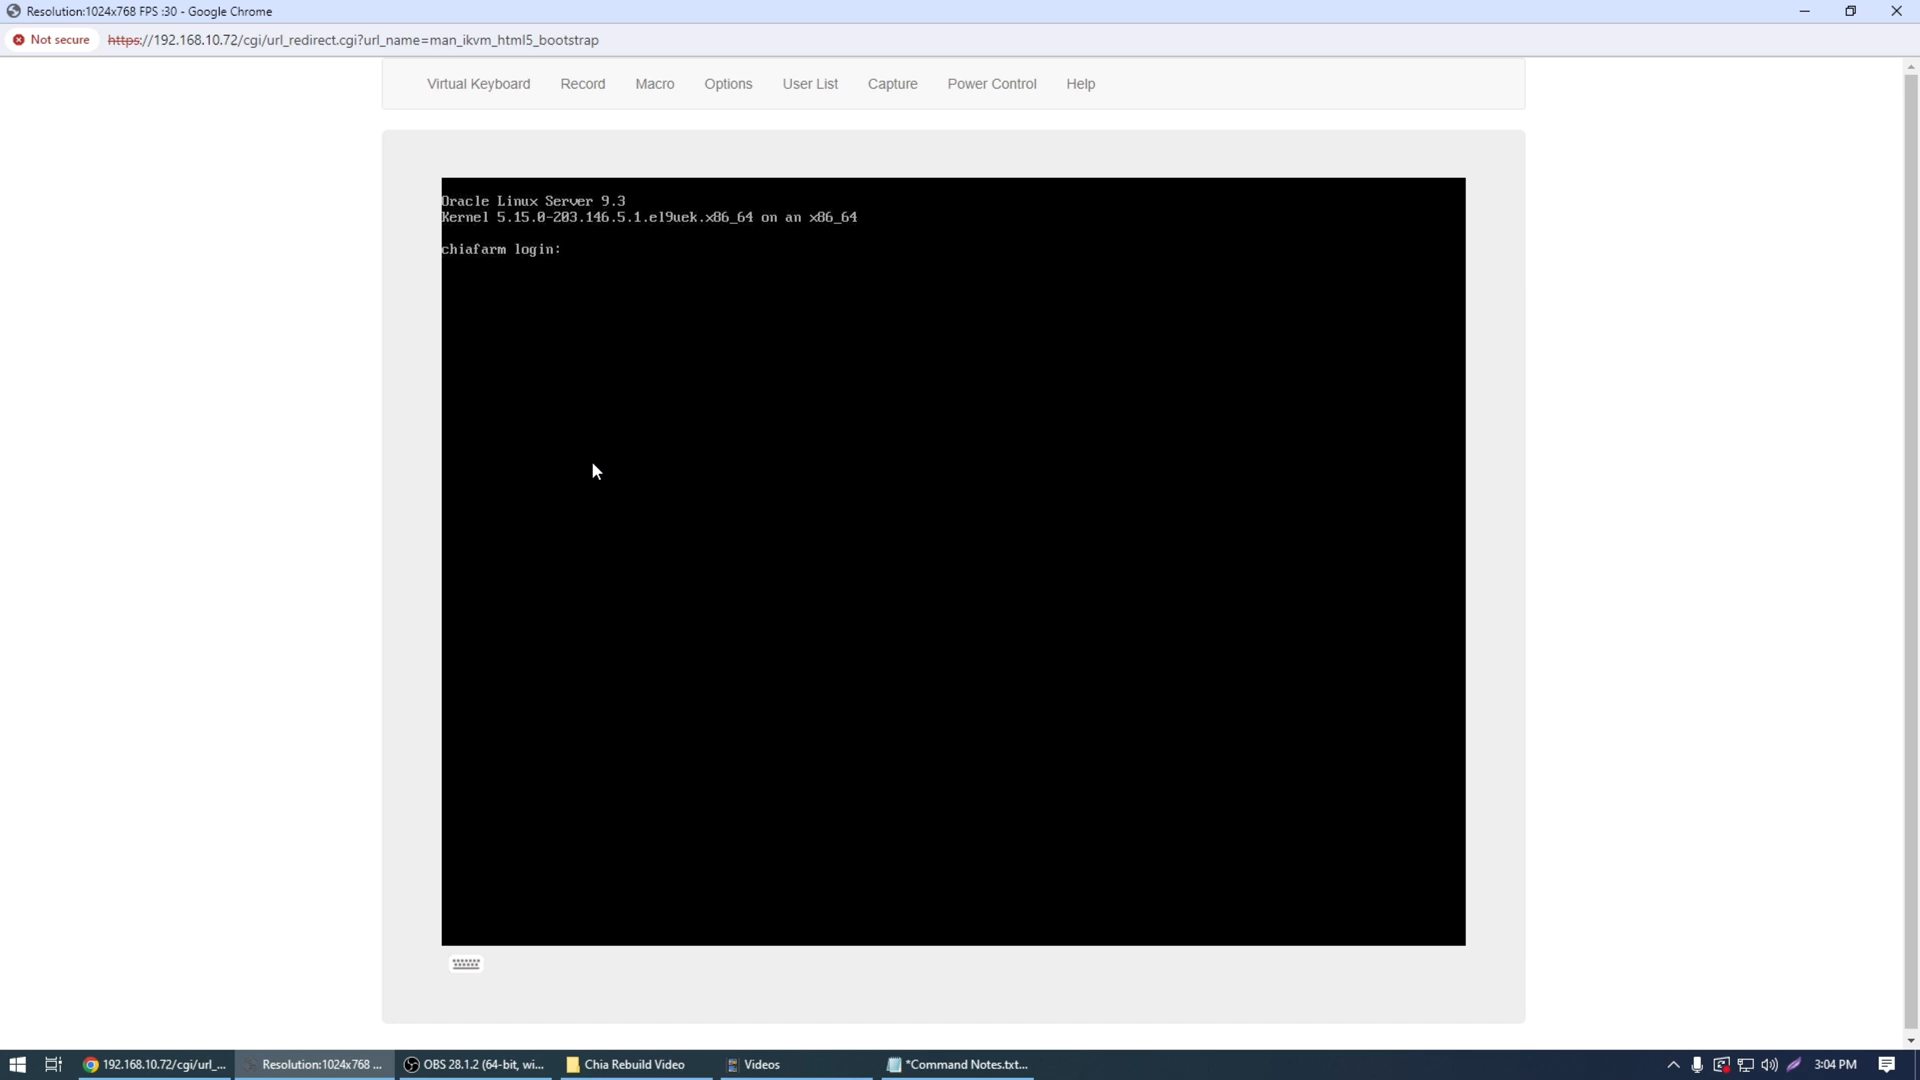 Resolution:1024x768 FPS :30 - Google Chrome
Not secure https://192.168.10.72/cgi/url_redirect.cgi?url_name=man_ikvm_html5_bootstrap
Virtual Keyboard Record Macro Options User List Capture Power Control Help
Oracle Linux Server 9.3
Kernel 5.15.0-203.146.5.1.el9uek.x86_64 on an x86_64
chiafarm login:
192.168.10.72/cgi/url_... Resolution:1024x768 ... OBS 28.1.2 (64-bit, wi... Chia Rebuild Video Videos *Command Notes.txt... 3:04 PM